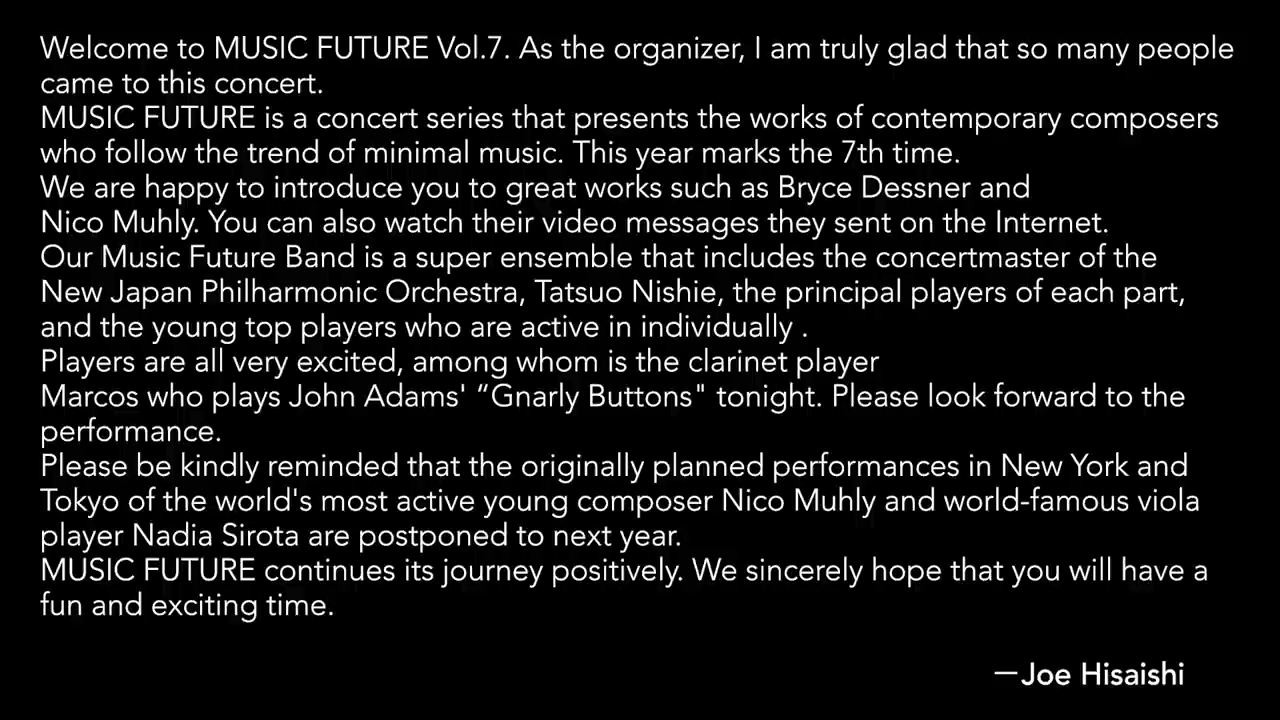 Welcome to MUSIC FUTURE Vol.7. As the organizer, I am truly glad that so many people
came to this concert.
MUSIC FUTURE is a concert series that presents the works of contemporary composers
who follow the trend of minimal music. This year marks the 7th time.
We are happy to introduce you to great works such as Bryce Dessner and
Nico Muhly. You can also watch their video messages they sent on the Internet.
Our Music Future Band is a super ensemble that includes the concertmaster of the
New Japan Philharmonic Orchestra, Tatsuo Nishie, the principal players of each part,
and the young top players who are active in individually .
Players are all very excited, among whom is the clarinet player
Marcos who plays John Adams' “Gnarly Buttons" tonight. Please look forward to the
performance.
Please be kindly reminded that the originally planned performances in New York and
Tokyo of the world's most active young composer Nico Muhly and world-famous viola
player Nadia Sirota are postponed to next year.
MUSIC FUTURE continues its journey positively. We sincerely hope that you will have a
fun and exciting time.
—Joe Hisaishi